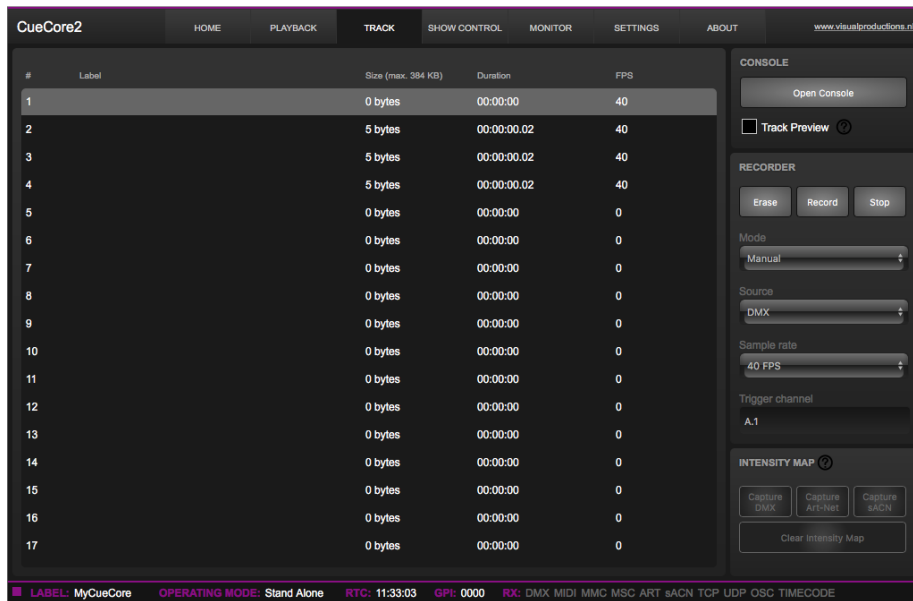 CueCore2 HOME PLAYBACK TRACK SHOW CONTROL MONITOR SETTINGS ABOUT www.visualproductions.nl
# Label Size (max. 384 KB) Duration FPS
1 0 bytes 00:00:00 40
2 5 bytes 00:00:00.02 40
3 5 bytes 00:00:00.02 40
4 5 bytes 00:00:00.02 40
5 0 bytes 00:00:00 0
6 0 bytes 00:00:00 0
7 0 bytes 00:00:00 0
8 0 bytes 00:00:00 0
9 0 bytes 00:00:00 0
10 0 bytes 00:00:00 0
11 0 bytes 00:00:00 0
12 0 bytes 00:00:00 0
13 0 bytes 00:00:00 0
14 0 bytes 00:00:00 0
15 0 bytes 00:00:00 0
16 0 bytes 00:00:00 0
17 0 bytes 00:00:00 0
CONSOLE
Open Console
Track Preview ?
RECORDER
Erase Record Stop
Mode
Manual
Source
DMX
Sample rate
40 FPS
Trigger channel
A.1
INTENSITY MAP ?
Capture DMX Capture Art-Net Capture sACN
Clear Intensity Map
LABEL: MyCueCore OPERATING MODE: Stand Alone RTC: 11:33:03 GPI: 0000 RX: DMX MIDI MMC MSC ART sACN TCP UDP OSC TIMECODE